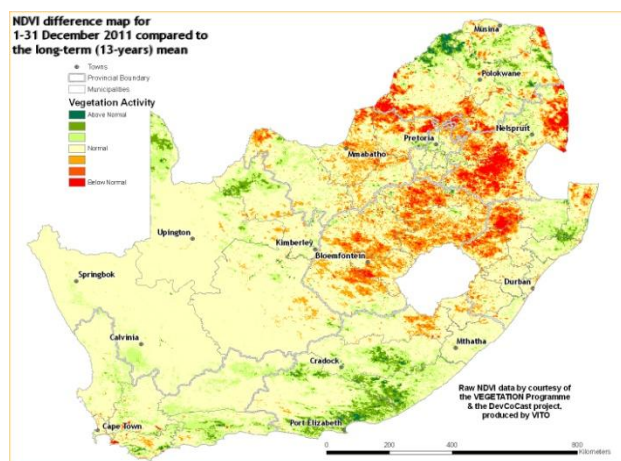 NDVI difference map for
1-31 December 2011 compared to
the long-term (13-years) mean
Towns
Provincial Boundary
Municipalities
Vegetation Activity
Above Normal
Normal
Below Normal
Musina
Polokwane
Nelspruit
Pretoria
Mmabatho
Upington
Kimberley
Bloemfontein
Springbok
Durban
Calvinia
Mthatha
Cradock
Cape Town
Port Elizabeth
Raw NDVI data by courtesy of
the VEGETATION Programme
& the DevCoCast project,
produced by VITO
0 200 400 800
Kilometers